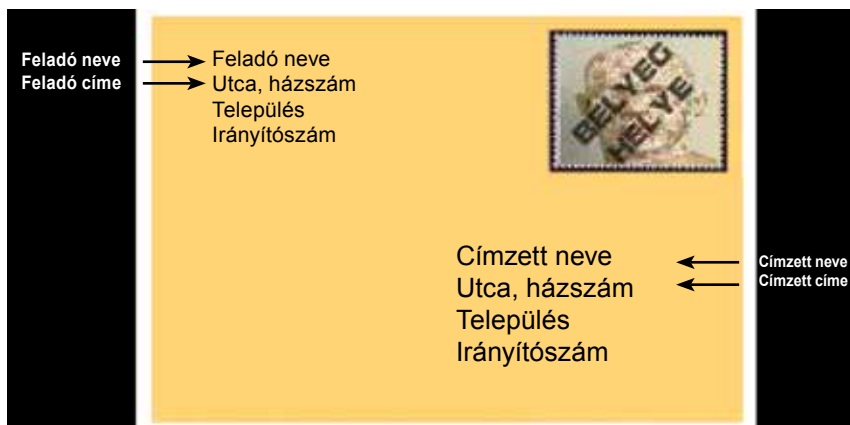 Feladó neve
Feladó címe
Feladó neve
Utca, házszám
Település
Irányítószám
BÉLYEG
HELYE
Címzett neve
Utca, házszám
Település
Irányítószám
Címzett neve
Címzett címe